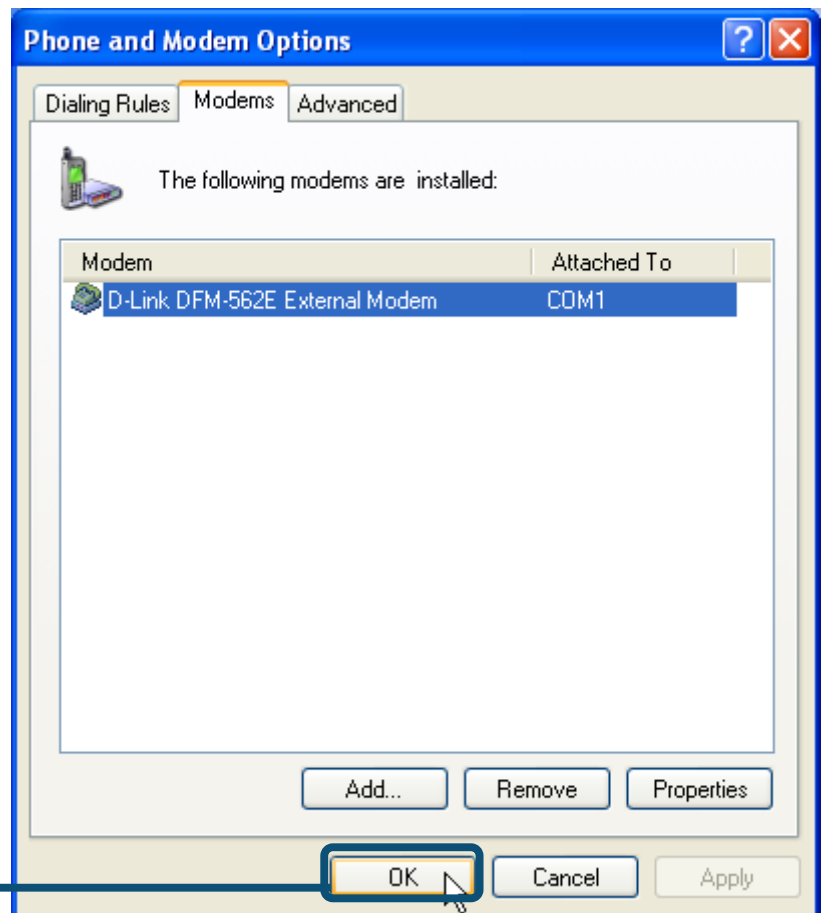 Phone and Modem Options
Dialing Rules Modems Advanced
The following modems are installed:
Modem Attached To
D-Link DFM-562E External Modem COM1
Add... Remove Properties
OK Cancel Apply